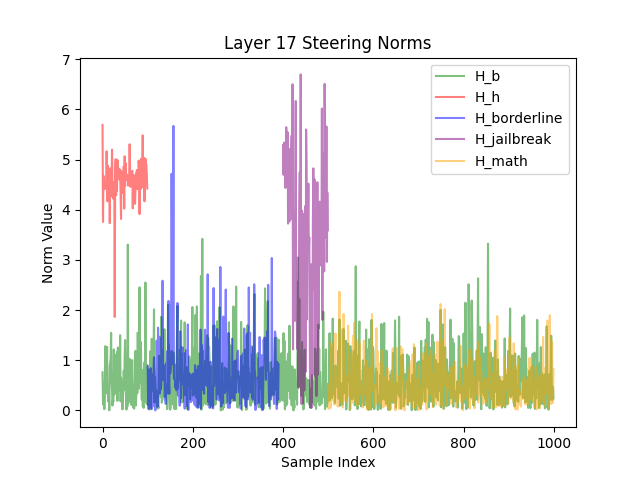 Layer 17 Steering Norms
Norm Value
7
6
5
4
3
2
1
0
H_b
H_h
H_borderline
H_jailbreak
H_math
0 200 400 600 800 1000
Sample Index